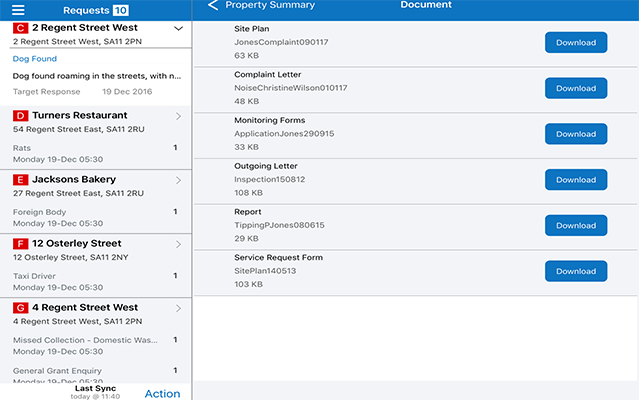 Requests 10
C 2 Regent Street West
2 Regent Street West, SA11 2PN
Dog Found
Dog found roaming in the streets, with n...
Target Response 19 Dec 2016
D Turners Restaurant
54 Regent Street East, SA11 2RU
Rats 1
Monday 19-Dec 05:30
E Jacksons Bakery
27 Regent Street East, SA11 2RU
Foreign Body 1
Monday 19-Dec 05:30
F 12 Osterley Street
12 Osterley Street, SA11 2NY
Taxi Driver 1
Monday 19-Dec 05:30
G 4 Regent Street West
4 Regent Street West, SA11 2PN
Missed Collection - Domestic Was... 1
Monday 19-Dec 05:30
General Grant Enquiry 1
Monday 19-Dec 05:30
Last Sync
today @ 11:40
Action
Property Summary
Document
Site Plan
JonesComplaint090117
63 KB
Download
Complaint Letter
NoiseChristineWilson010117
48 KB
Download
Monitoring Forms
ApplicationJones290915
33 KB
Download
Outgoing Letter
Inspection150812
108 KB
Download
Report
TippingPJones080615
29 KB
Download
Service Request Form
SitePlan140513
103 KB
Download